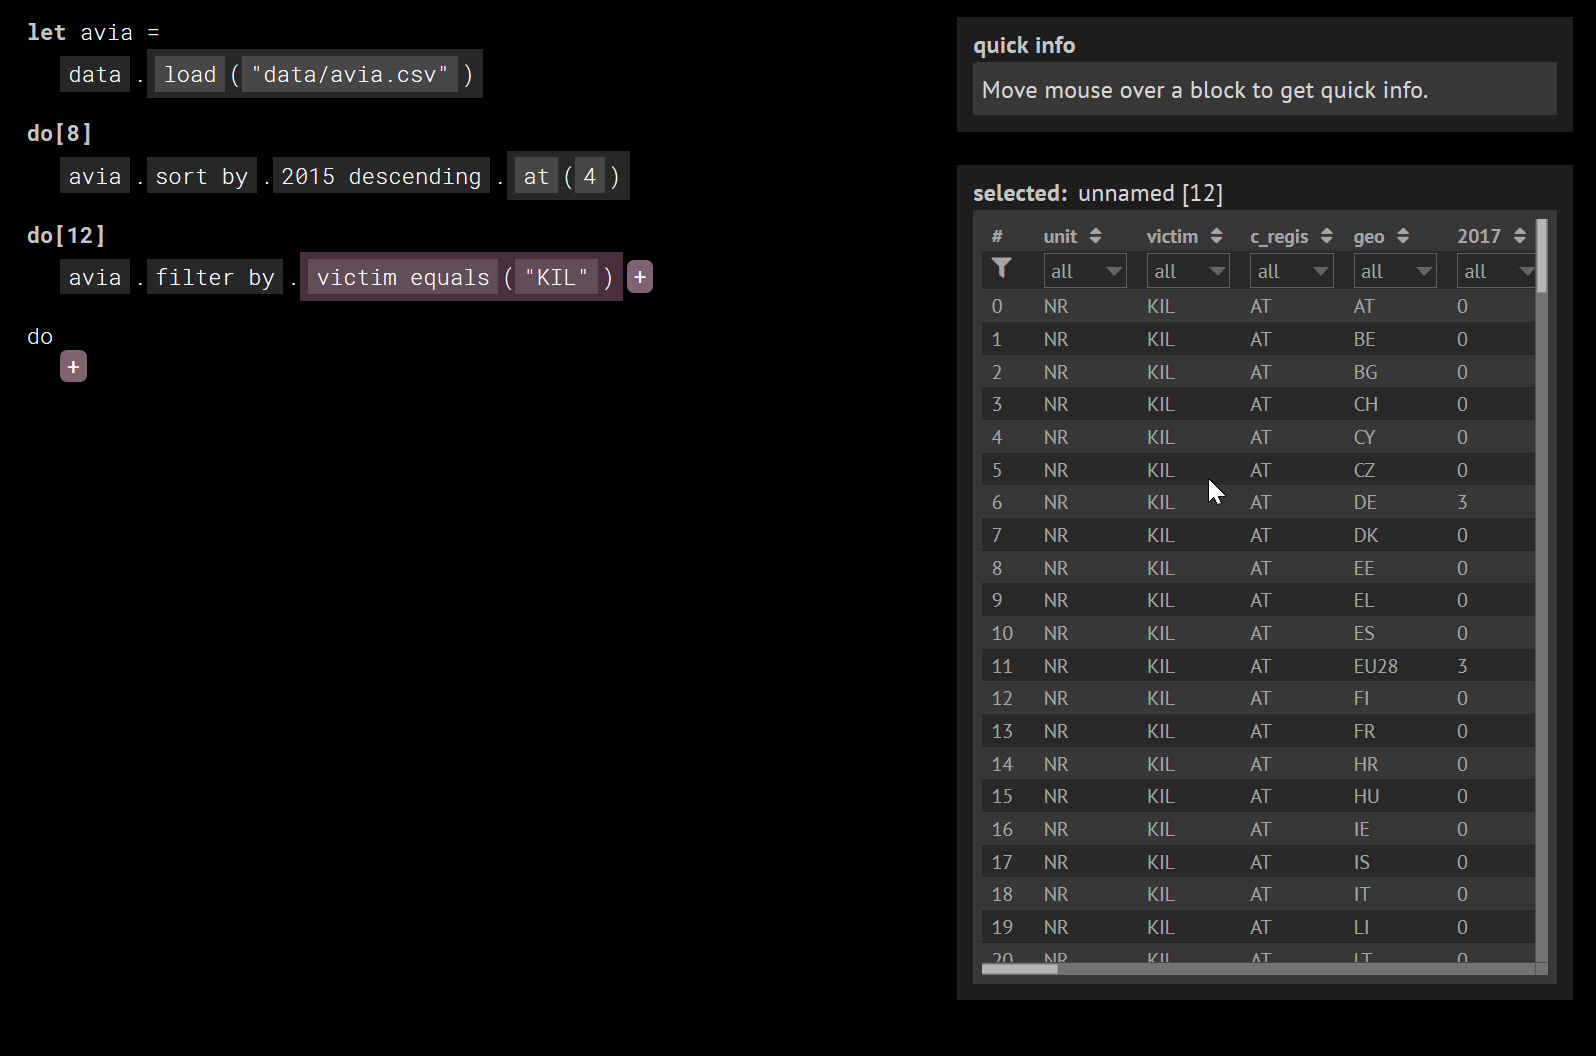 let avia =
data . load ( "data/avia.csv" )
do[8]
avia . sort by . 2015 descending . at ( 4 )
do[12]
avia . filter by . victim equals ( "KIL" ) +
do
+
quick info
Move mouse over a block to get quick info.
selected: unnamed [12]
# unit victim c_regis geo 2017
all all all all all
0 NR KIL AT AT 0
1 NR KIL AT BE 0
2 NR KIL AT BG 0
3 NR KIL AT CH 0
4 NR KIL AT CY 0
5 NR KIL AT CZ 0
6 NR KIL AT DE 3
7 NR KIL AT DK 0
8 NR KIL AT EE 0
9 NR KIL AT EL 0
10 NR KIL AT ES 0
11 NR KIL AT EU28 3
12 NR KIL AT FI 0
13 NR KIL AT FR 0
14 NR KIL AT HR 0
15 NR KIL AT HU 0
16 NR KIL AT IE 0
17 NR KIL AT IS 0
18 NR KIL AT IT 0
19 NR KIL AT LI 0
20 NR KIL AT LT 0